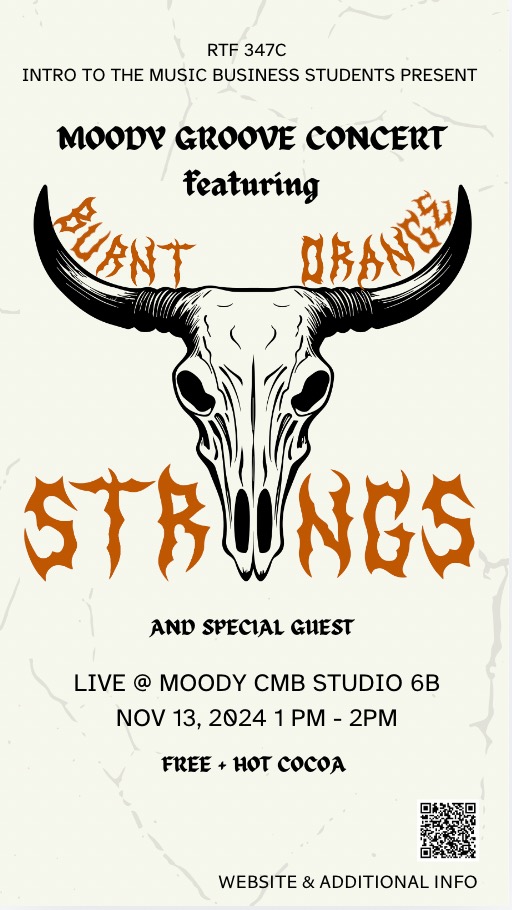 RTF 347C
INTRO TO THE MUSIC BUSINESS STUDENTS PRESENT
MOODY GROOVE CONCERT
featuring
BURNT ORANGE
STRINGS
AND SPECIAL GUEST
LIVE @ MOODY CMB STUDIO 6B
NOV 13, 2024 1 PM - 2PM
FREE + HOT COCOA
WEBSITE & ADDITIONAL INFO